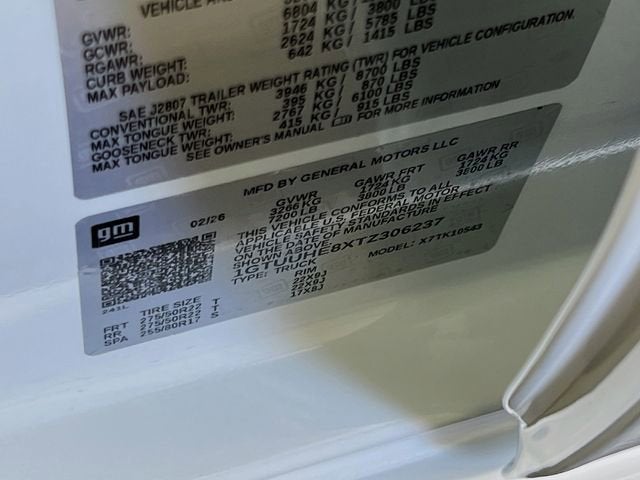 VEHICLE AND
GVWR: KG / LBS
GCWR: 6804 KG / LBS
RGAWR: 1724 KG / 3800 LBS
CURB WEIGHT: 2624 KG / 5785 LBS
MAX PAYLOAD: 642 KG / 1415 LBS
SAE J2807 TRAILER WEIGHT RATING (TWR) FOR VEHICLE CONFIGURATION.
CONVENTIONAL TWR: 3946 KG / 8700 LBS
MAX TONGUE WEIGHT: 395 KG / 870 LBS
GOOSENECK TWR: 2767 KG / 6100 LBS
MAX TONGUE WEIGHT: 415 KG / 915 LBS
SEE OWNER'S MANUAL FOR MORE INFORMATION
MFD BY GENERAL MOTORS LLC
gm
02/26
GVWR GAWR FRT GAWR RR
3266 KG 1724 KG 1724 KG
7200 LB 3800 LB 3800 LB
THIS VEHICLE CONFORMS TO ALL
APPLICABLE U.S. FEDERAL MOTOR
VEHICLE SAFETY STANDARDS IN EFFECT
ON THE DATE OF MANUFACTURE
SHOWN ABOVE.
1GTUUHE8XTZ306237
TYPE: TRUCK MODEL: X7TK10543
241L
TIRE SIZE RIM
FRT 275/50R22 T 22X9J
RR 275/50R22 T 22X9J
SPA 255/80R17 S 17X8J